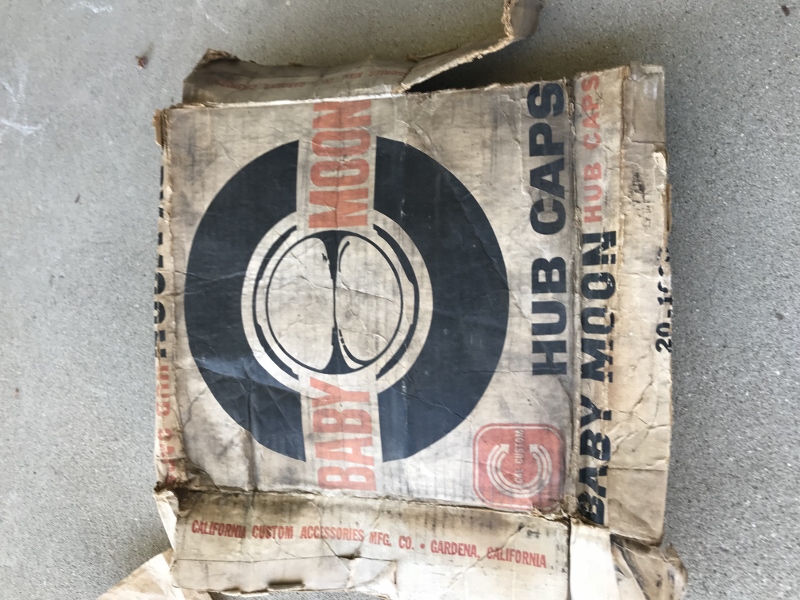 BABY MOON
HUB CAPS
CAL-CUSTOM
BABY MOON HUB CAPS
CALIFORNIA CUSTOM ACCESSORIES MFG. CO. • GARDENA, CALIFORNIA